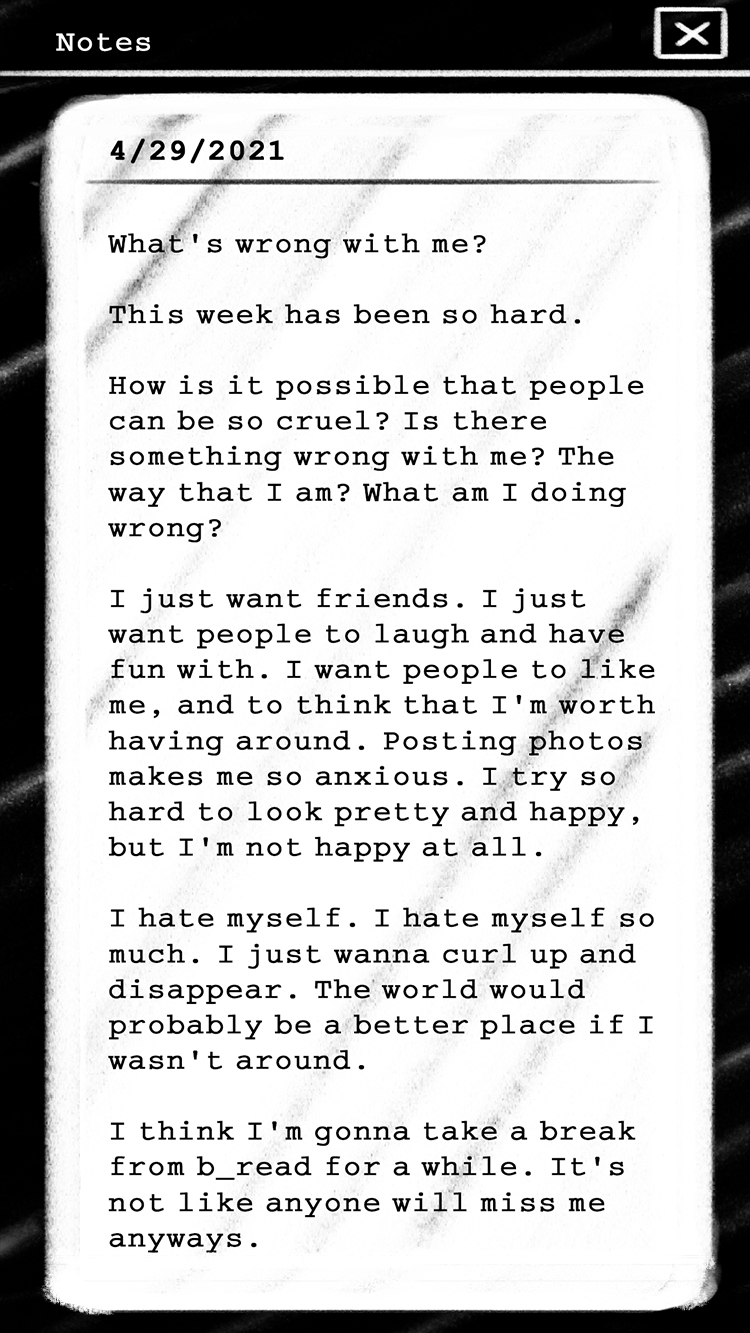 Notes
4/29/2021
What's wrong with me?
This week has been so hard.
How is it possible that people
can be so cruel? Is there
something wrong with me? The
way that I am? What am I doing
wrong?
I just want friends. I just
want people to laugh and have
fun with. I want people to like
me, and to think that I'm worth
having around. Posting photos
makes me so anxious. I try so
hard to look pretty and happy,
but I'm not happy at all.
I hate myself. I hate myself so
much. I just wanna curl up and
disappear. The world would
probably be a better place if I
wasn't around.
I think I'm gonna take a break
from b_read for a while. It's
not like anyone will miss me
anyways.